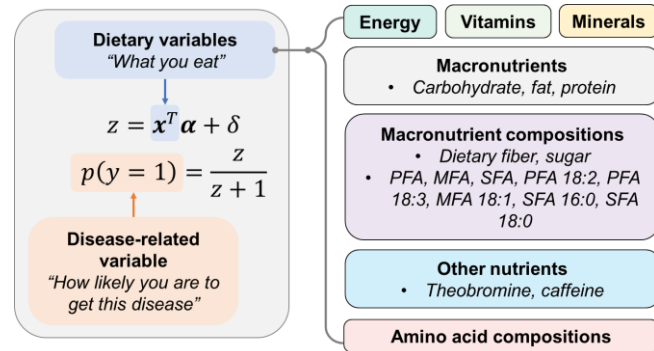 Dietary variables
“What you eat”
z = x^T α + δ
p(y = 1) = z / (z + 1)
Disease-related
variable
“How likely you are to
get this disease”
Energy
Vitamins
Minerals
Macronutrients
• Carbohydrate, fat, protein
Macronutrient compositions
• Dietary fiber, sugar
• PFA, MFA, SFA, PFA 18:2, PFA
18:3, MFA 18:1, SFA 16:0, SFA
18:0
Other nutrients
• Theobromine, caffeine
Amino acid compositions